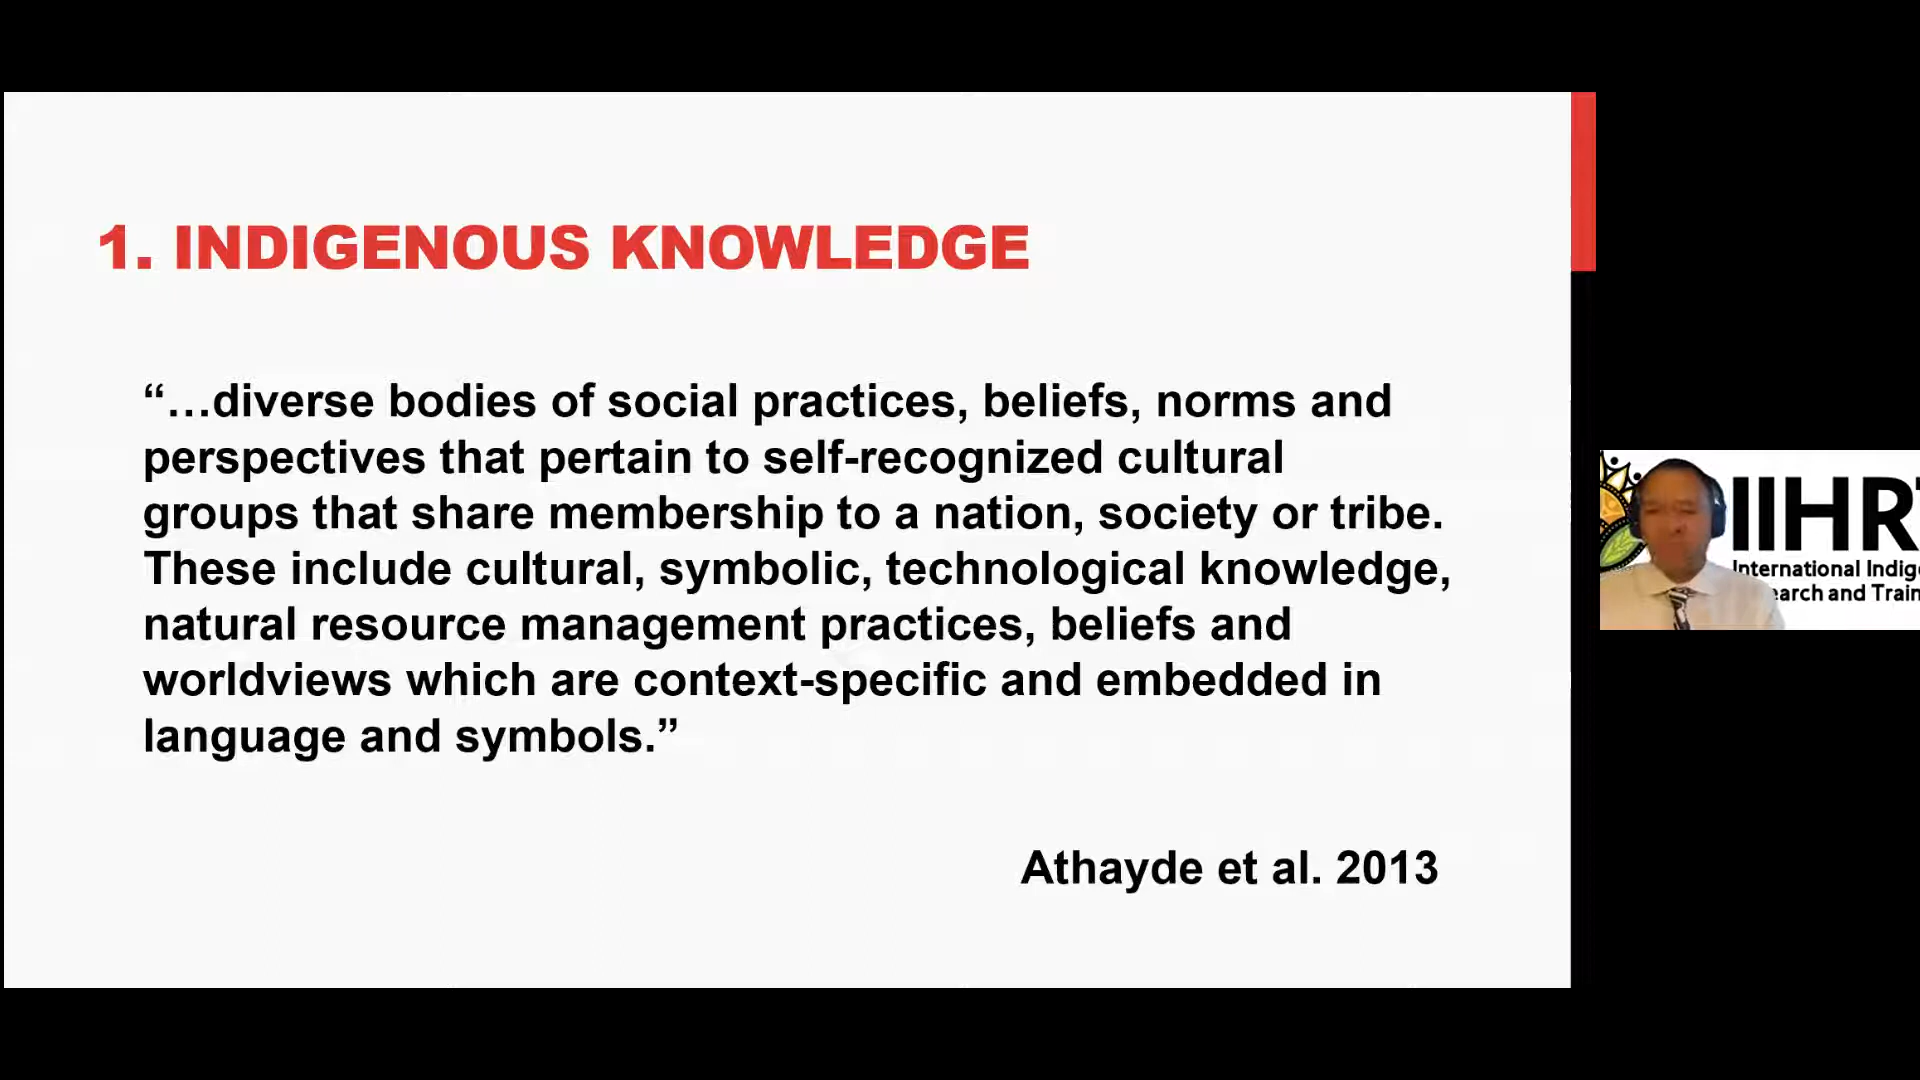 1. INDIGENOUS KNOWLEDGE
“…diverse bodies of social practices, beliefs, norms and
perspectives that pertain to self-recognized cultural
groups that share membership to a nation, society or tribe.
These include cultural, symbolic, technological knowledge,
natural resource management practices, beliefs and
worldviews which are context-specific and embedded in
language and symbols.”
Athayde et al. 2013
IIHR
International Indig
earch and Train